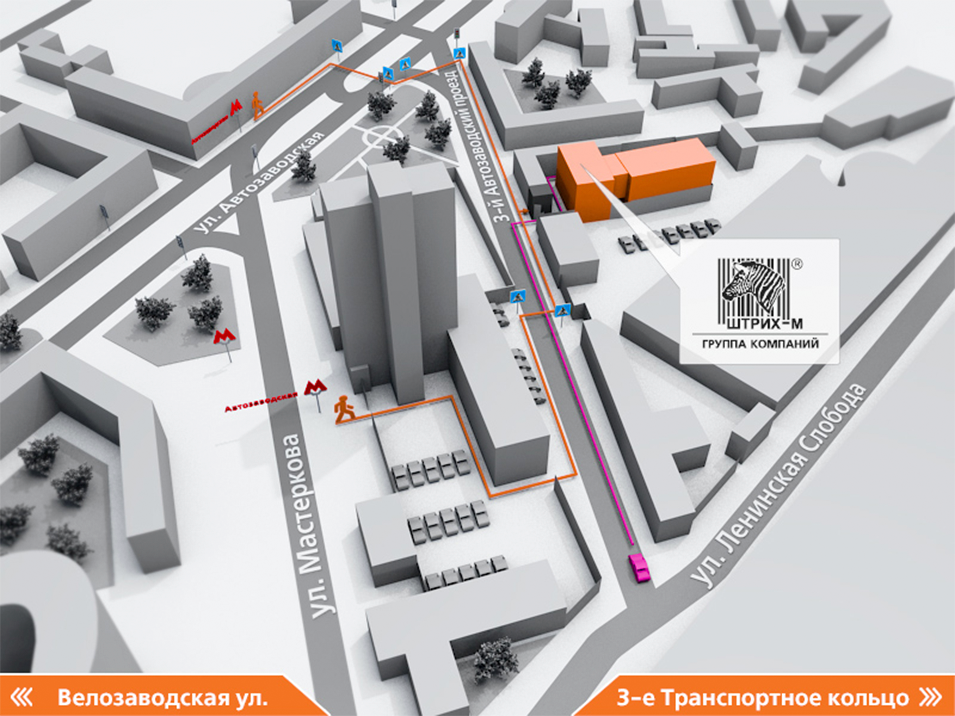 Автозаводская
ул. Автозаводская
3-й Автозаводский проезд
®
ШТРИХ-М
ГРУППА КОМПАНИЙ
Автозаводская
ул. Мастеркова
ул. Ленинская Слобода
Велозаводская ул.
3-е Транспортное кольцо